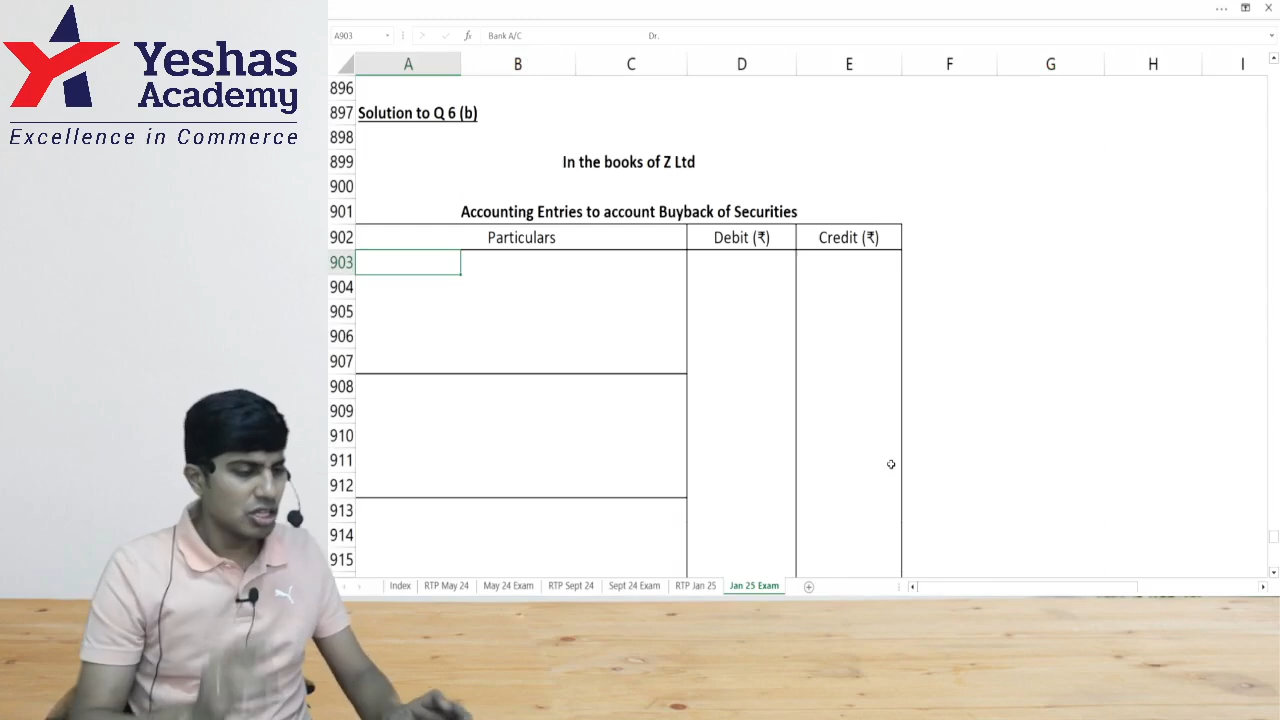 Yeshas
Academy
Excellence in Commerce
A903
fx
Bank A/C Dr.
A B C D E F G H I
896
897 Solution to Q 6 (b)
898
899 In the books of Z Ltd
900
901 Accounting Entries to account Buyback of Securities
902 Particulars Debit (₹) Credit (₹)
903
904
905
906
907
908
909
910
911
912
913
914
915
Index RTP May 24 May 24 Exam RTP Sept 24 Sept 24 Exam RTP Jan 25 Jan 25 Exam